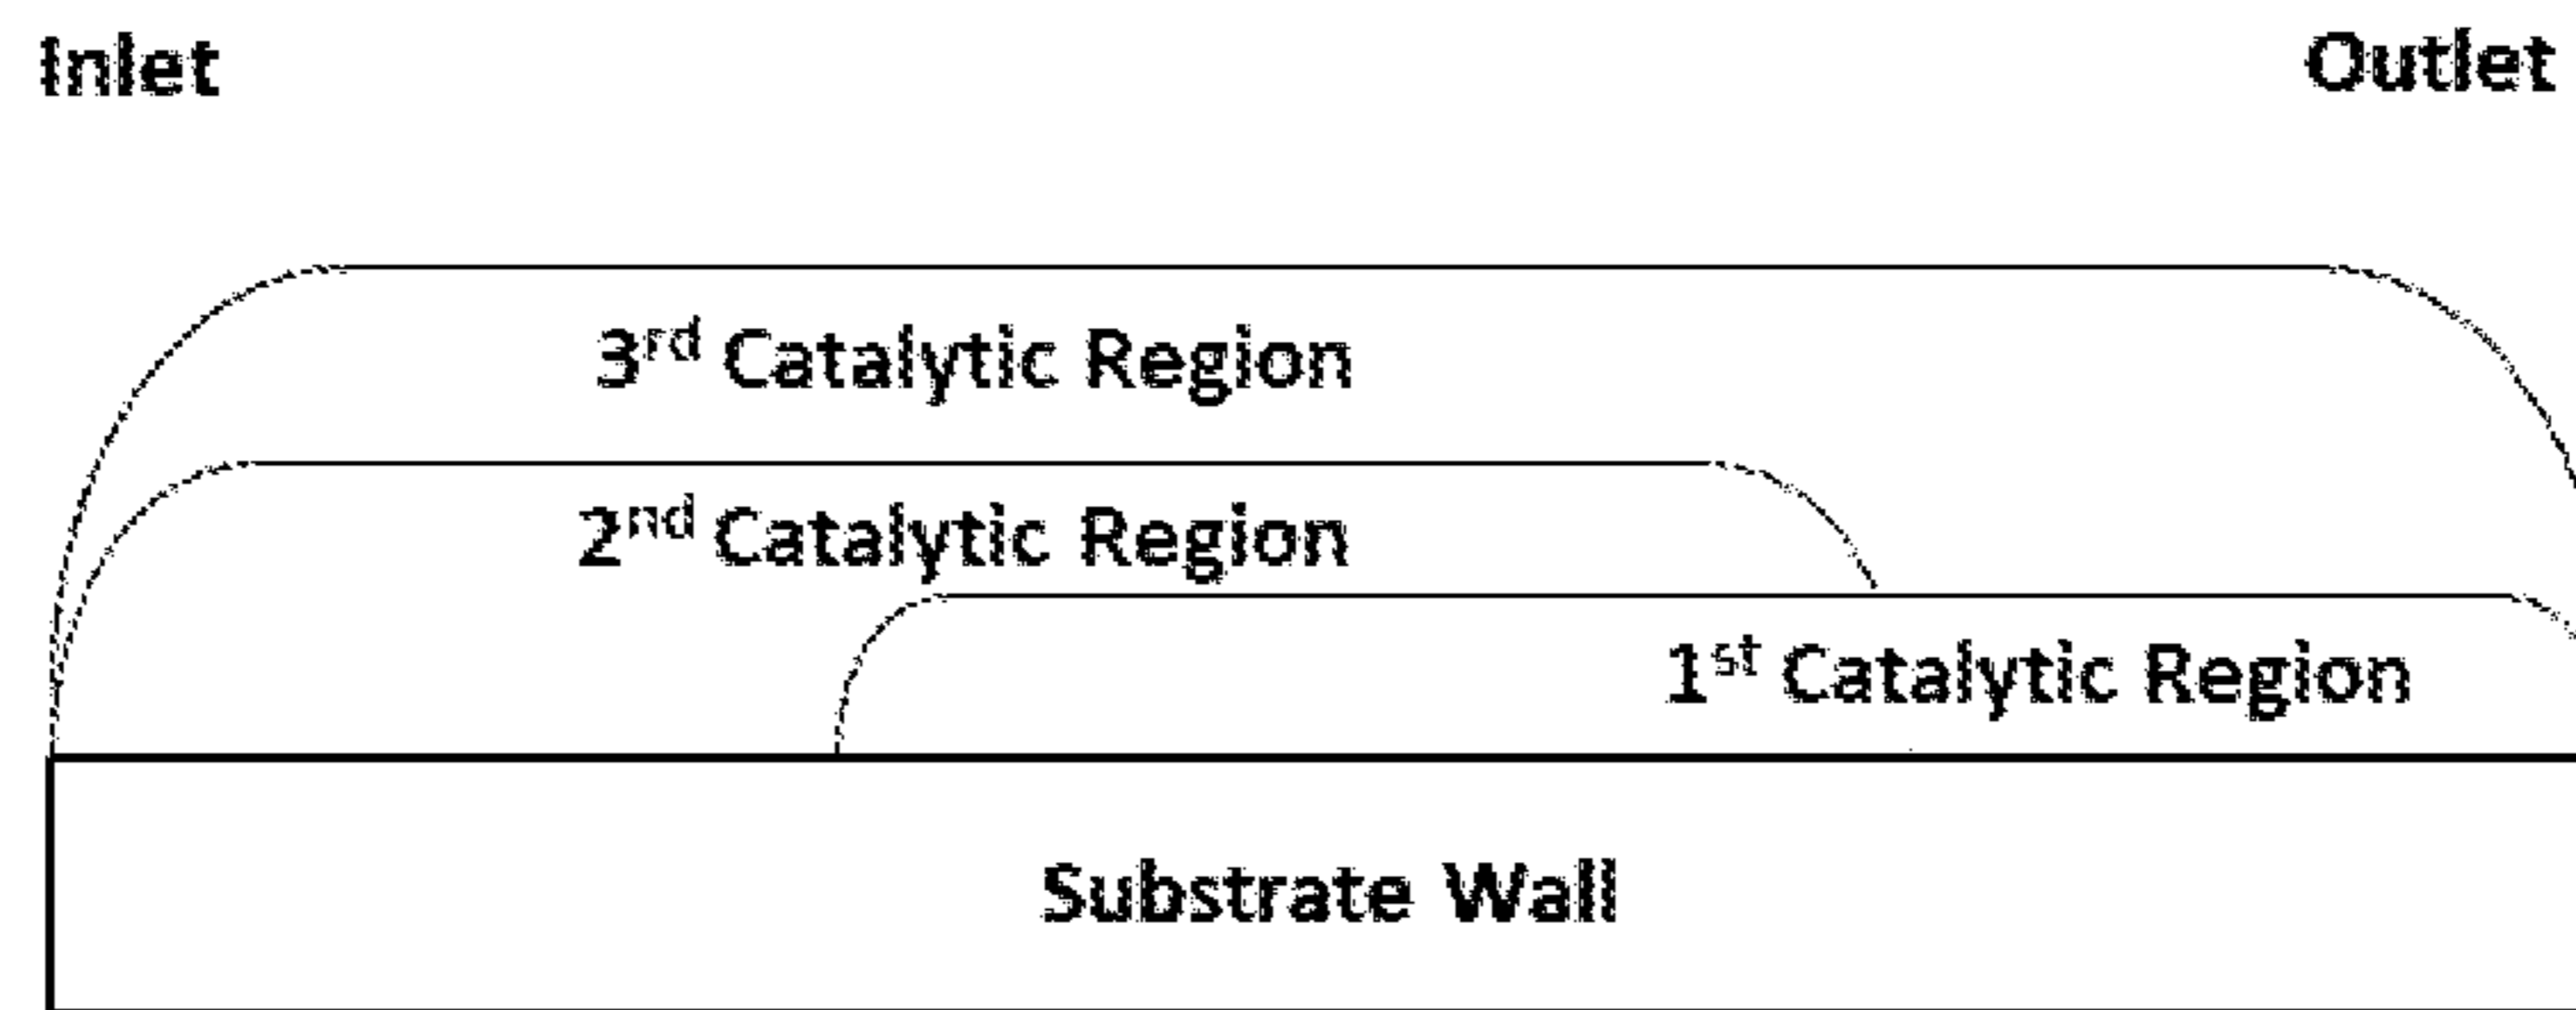 Inlet
Outlet
3rd Catalytic Region
2nd Catalytic Region
1st Catalytic Region
Substrate Wall